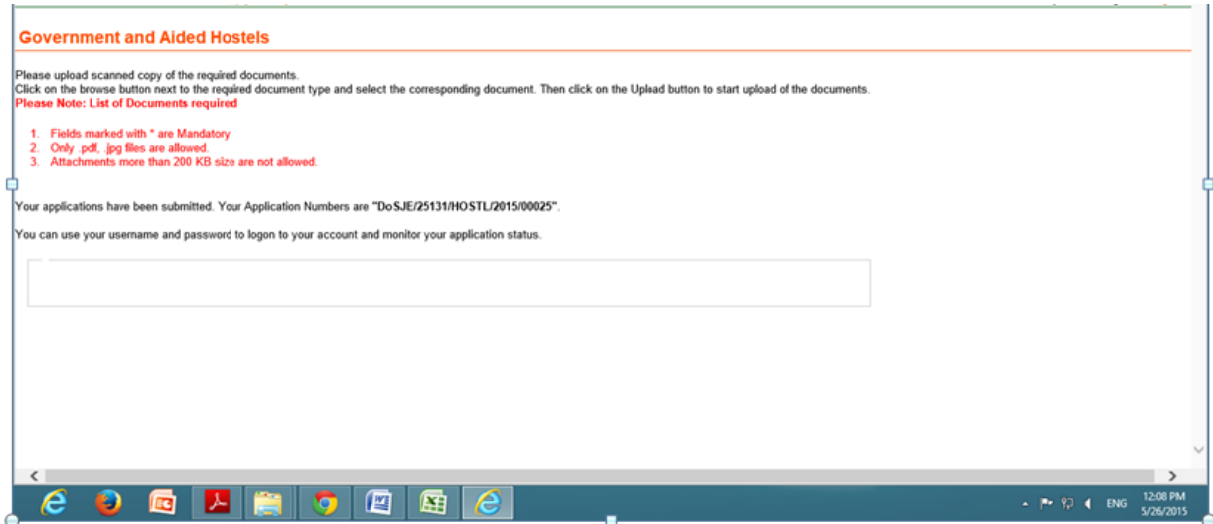 Government and Aided Hostels
Please upload scanned copy of the required documents.
Click on the browse button next to the required document type and select the corresponding document. Then click on the Upload button to start upload of the documents.
Please Note: List of Documents required
1. Fields marked with * are Mandatory
2. Only .pdf, .jpg files are allowed.
3. Attachments more than 200 KB size are not allowed.
Your applications have been submitted. Your Application Numbers are "DoSJE/25131/HOSTL/2015/00025".
You can use your username and password to logon to your account and monitor your application status.
ENG
12:08 PM
5/26/2015